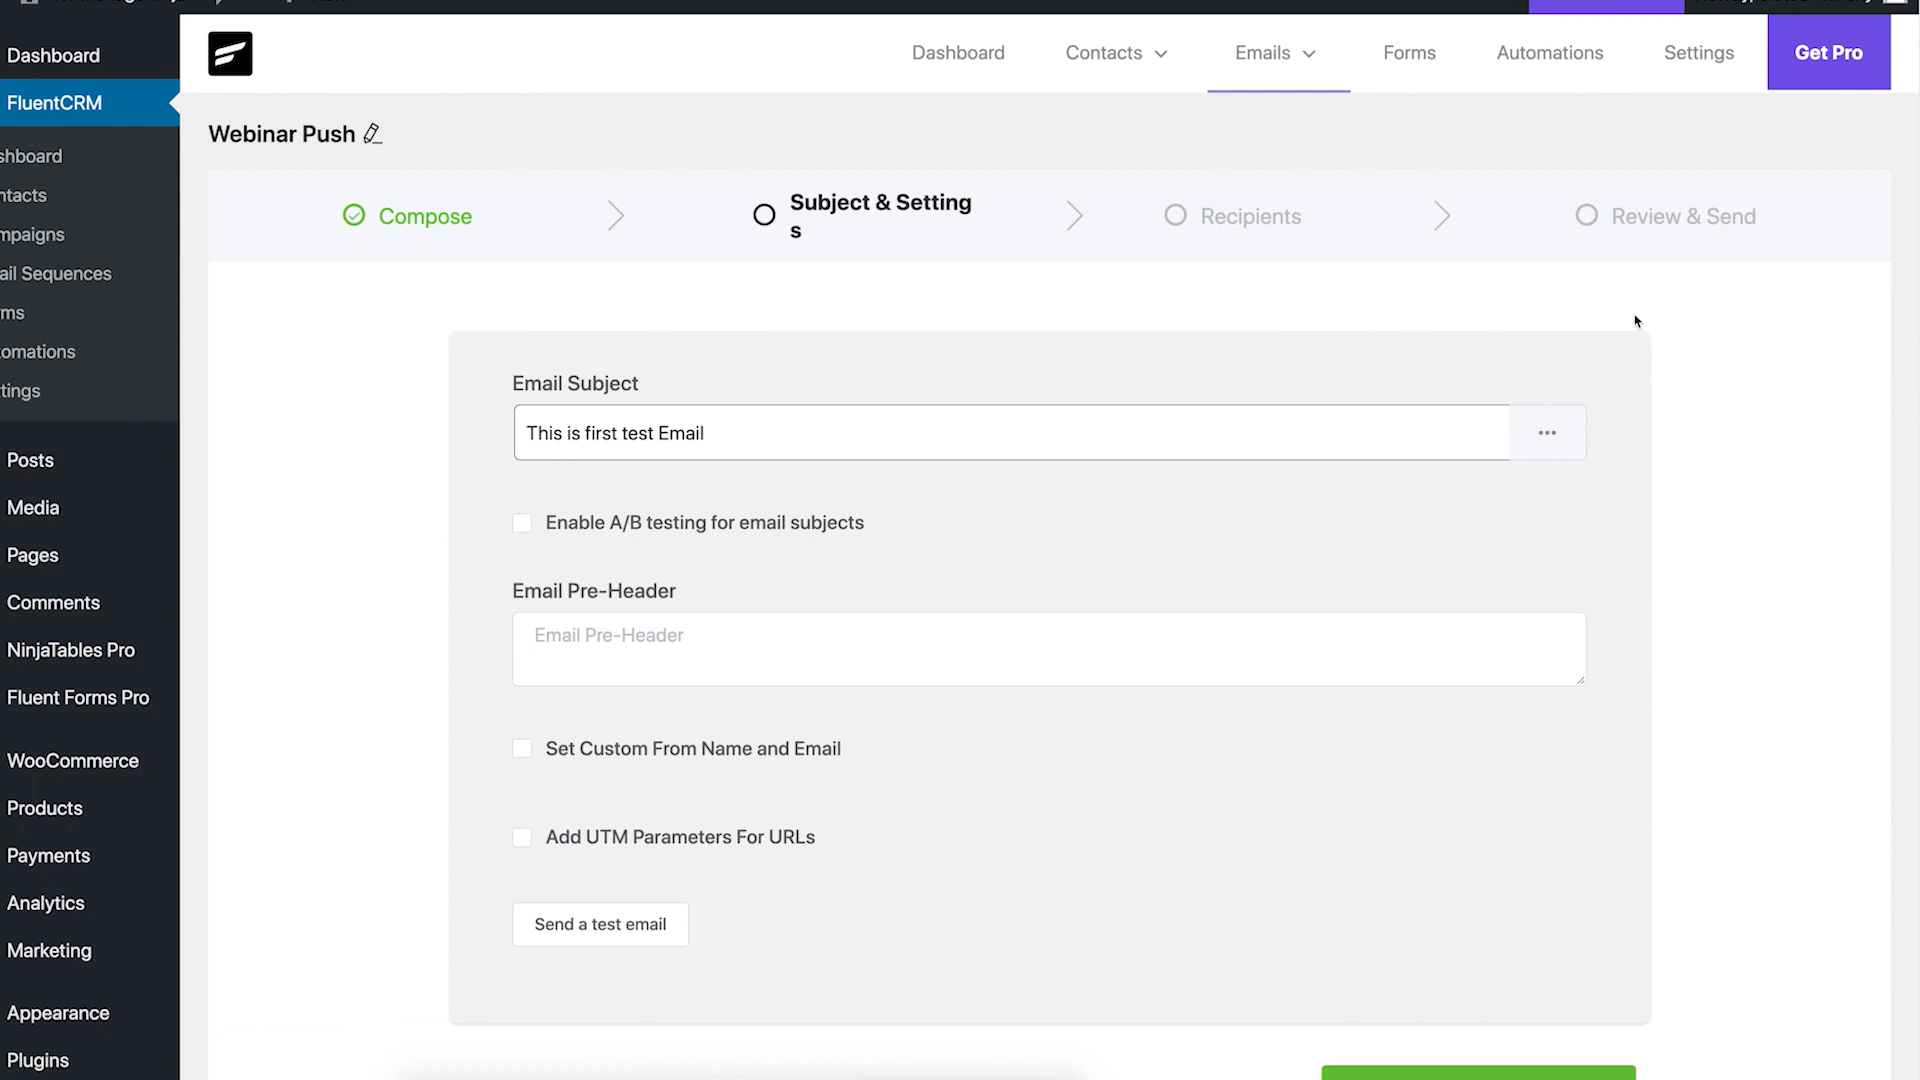 Dashboard
Contacts
Emails
Forms
Automations
Settings
Get Pro
Dashboard
FluentCRM
shboard
ntacts
mpaigns
ail Sequences
ms
omations
tings
Posts
Media
Pages
Comments
NinjaTables Pro
Fluent Forms Pro
WooCommerce
Products
Payments
Analytics
Marketing
Appearance
Plugins
Webinar Push
Compose
Subject & Setting
s
Recipients
Review & Send
Email Subject
This is first test Email
Enable A/B testing for email subjects
Email Pre-Header
Email Pre-Header
Set Custom From Name and Email
Add UTM Parameters For URLs
Send a test email